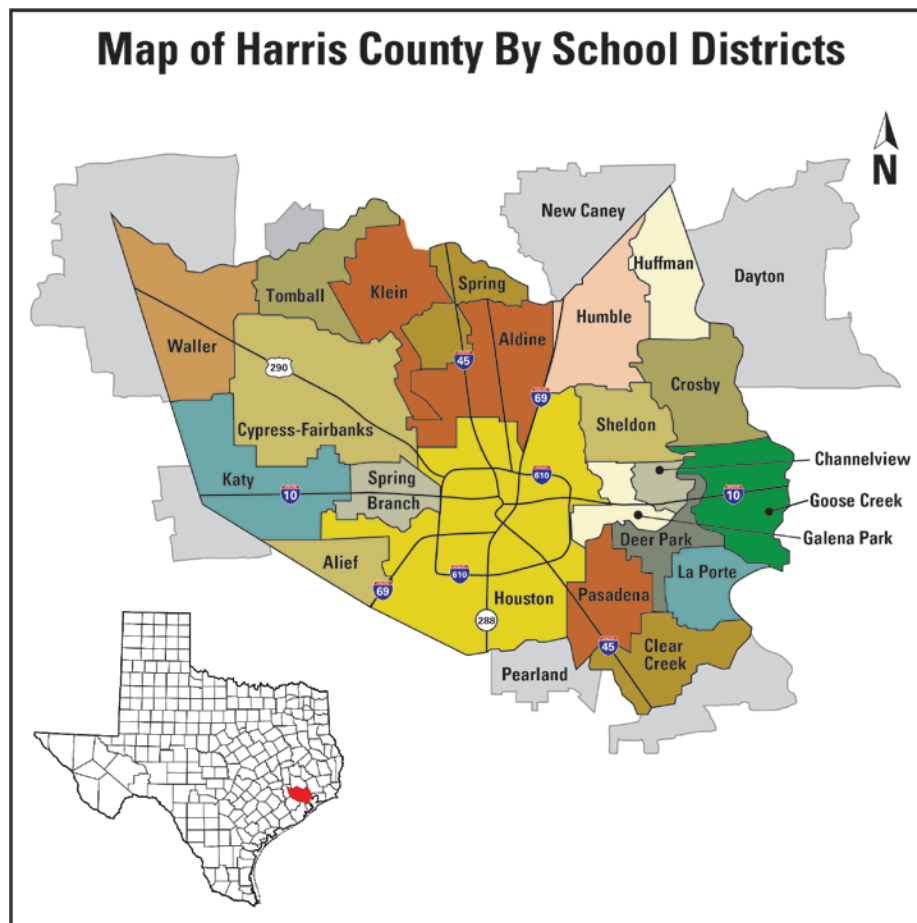 Map of Harris County By School Districts
N
New Caney
Huffman
Dayton
Spring
Tomball
Klein
Humble
Aldine
Waller
45
290
Crosby
69
Sheldon
Cypress-Fairbanks
Channelview
Katy
Spring
Branch
610
10
10
Goose Creek
Galena Park
Deer Park
Alief
La Porte
69
610
Houston
Pasadena
288
45
Clear
Creek
Pearland